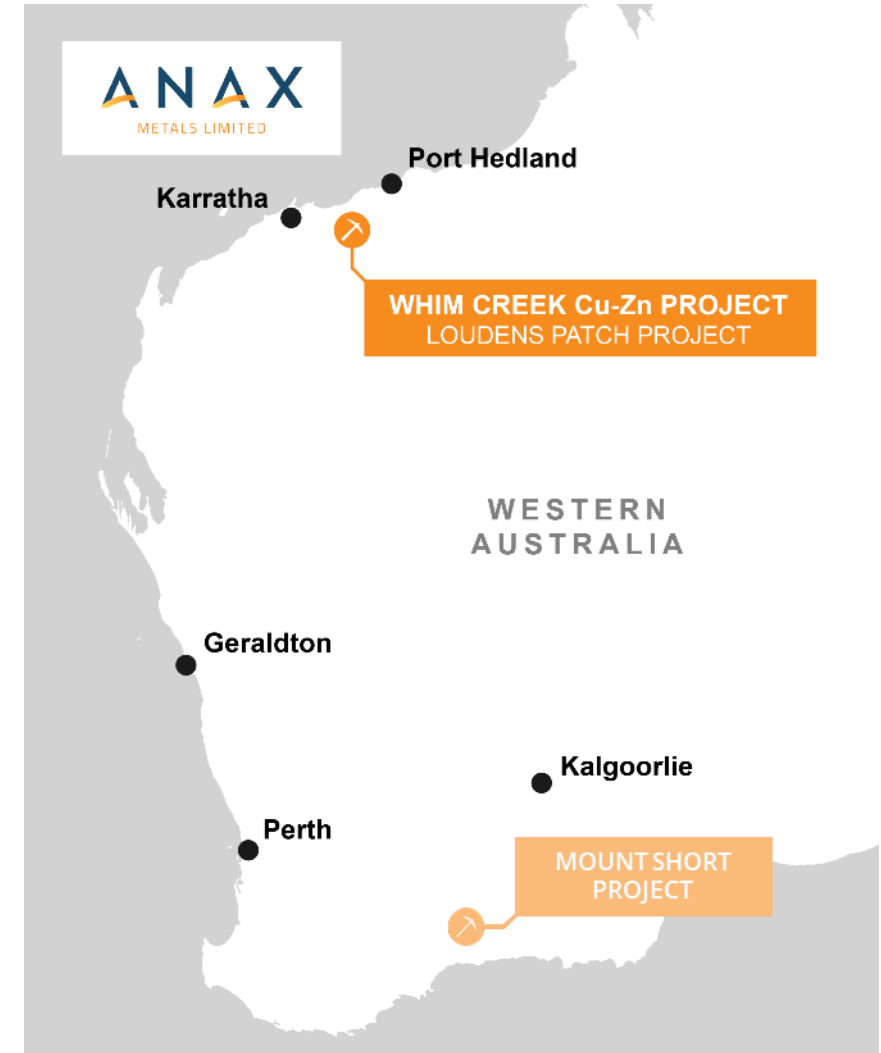 ANAX
METALS LIMITED
Port Hedland
Karratha
WHIM CREEK Cu-Zn PROJECT
LOUDENS PATCH PROJECT
WESTERN
AUSTRALIA
Geraldton
Kalgoorlie
Perth
MOUNT SHORT
PROJECT